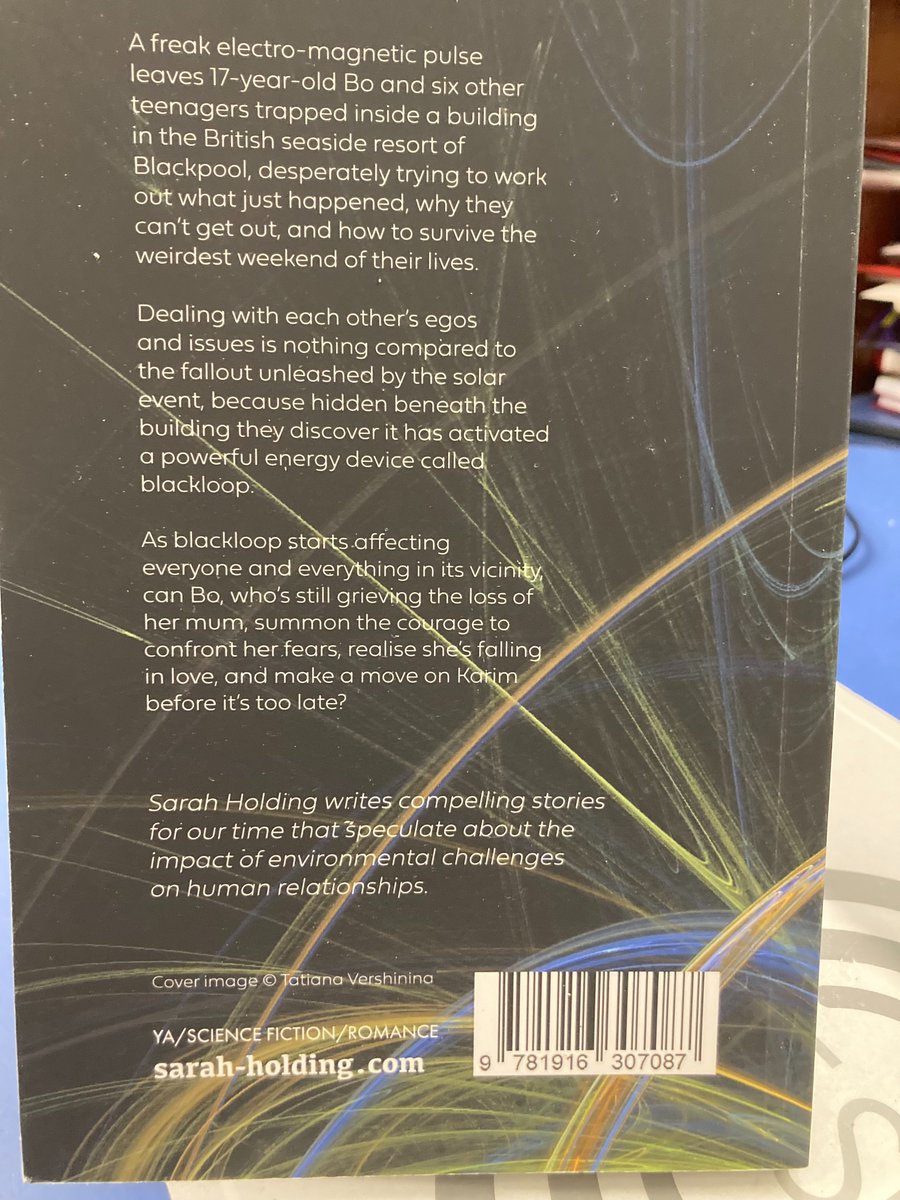 A freak electro-magnetic pulse
leaves 17-year-old Bo and six other
teenagers trapped inside a building
in the British seaside resort of
Blackpool, desperately trying to work
out what just happened, why they
can't get out, and how to survive the
weirdest weekend of their lives.
Dealing with each other's egos
and issues is nothing compared to
the fallout unleashed by the solar
event, because hidden beneath the
building they discover it has activated
a powerful energy device called
blackloop.
As blackloop starts affecting
everyone and everything in its vicinity,
can Bo, who's still grieving the loss of
her mum, summon the courage to
confront her fears, realise she's falling
in love, and make a move on Karim
before it's too late?
Sarah Holding writes compelling stories
for our time that speculate about the
impact of environmental challenges
on human relationships.
Cover image © Tatiana Vershinina
YA/SCIENCE FICTION/ROMANCE
sarah-holding.com
9 781916 307087